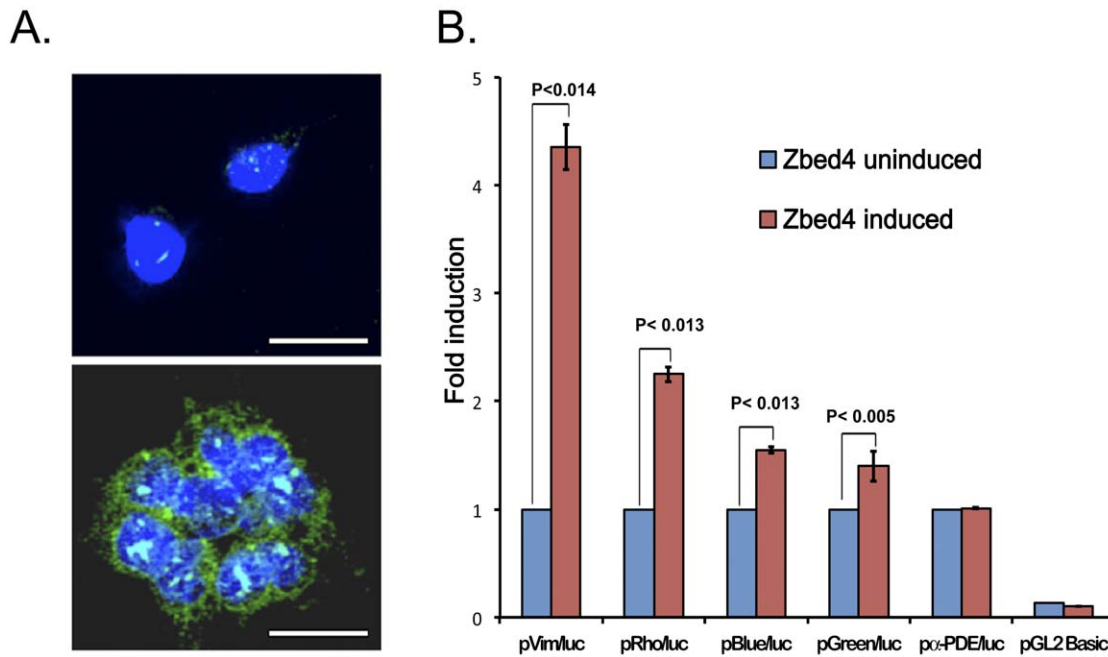 A.
B.
5
4
3
2
1
0
Fold induction
P<0.014
P< 0.013
P< 0.013
P< 0.005
Zbed4 uninduced
Zbed4 induced
pVim/luc
pRho/luc
pBlue/luc
pGreen/luc
pα-PDE/luc
pGL2 Basic